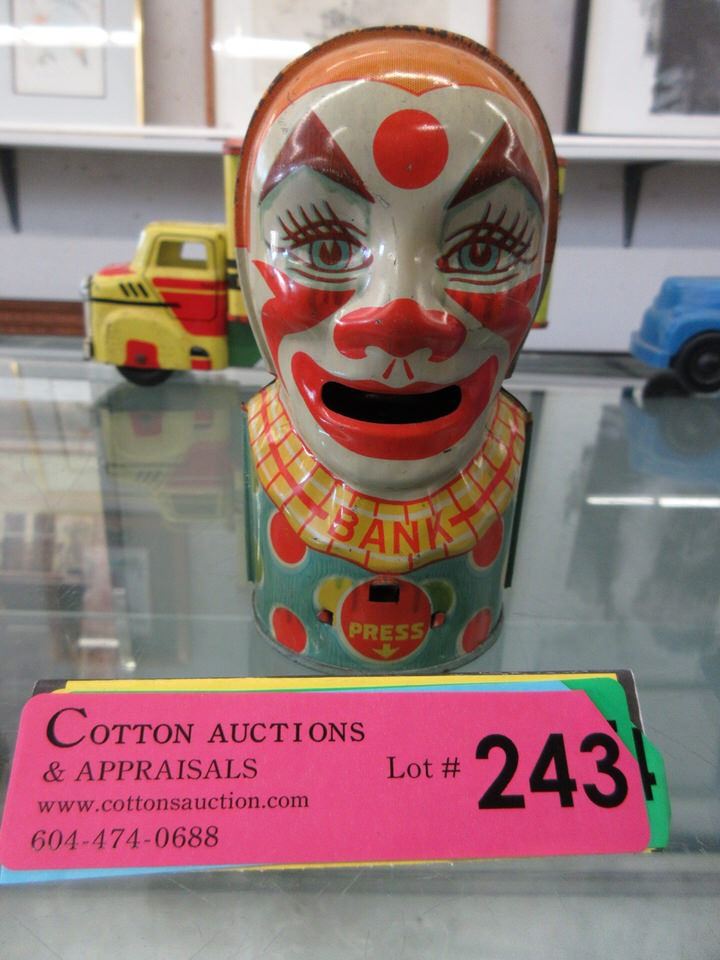 BANK
PRESS
COTTON AUCTIONS
& APPRAISALS
www.cottonsauction.com
604-474-0688
Lot # 243